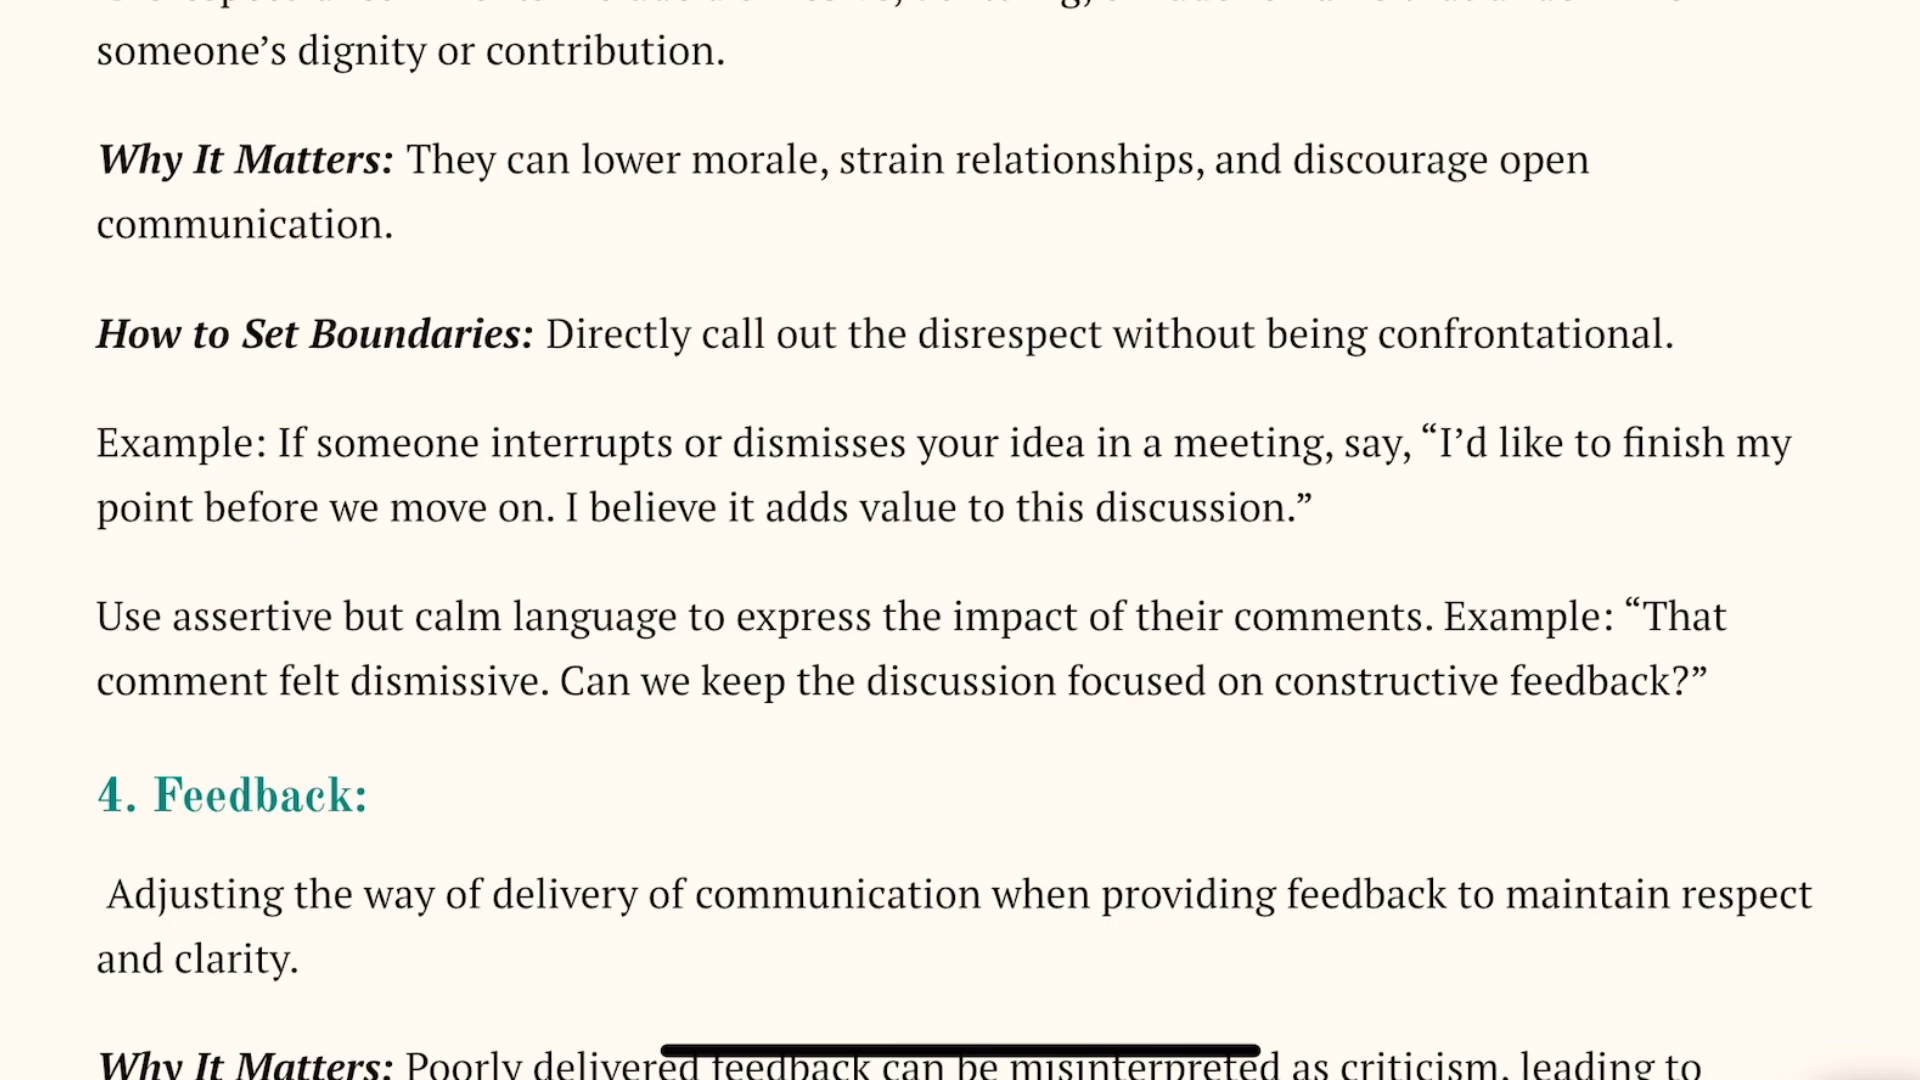 someone’s dignity or contribution.
Why It Matters: They can lower morale, strain relationships, and discourage open
communication.
How to Set Boundaries: Directly call out the disrespect without being confrontational.
Example: If someone interrupts or dismisses your idea in a meeting, say, “I’d like to finish my
point before we move on. I believe it adds value to this discussion.”
Use assertive but calm language to express the impact of their comments. Example: “That
comment felt dismissive. Can we keep the discussion focused on constructive feedback?”
4. Feedback:
Adjusting the way of delivery of communication when providing feedback to maintain respect
and clarity.
Why It Matters: Poorly delivered feedback can be misinterpreted as criticism, leading to